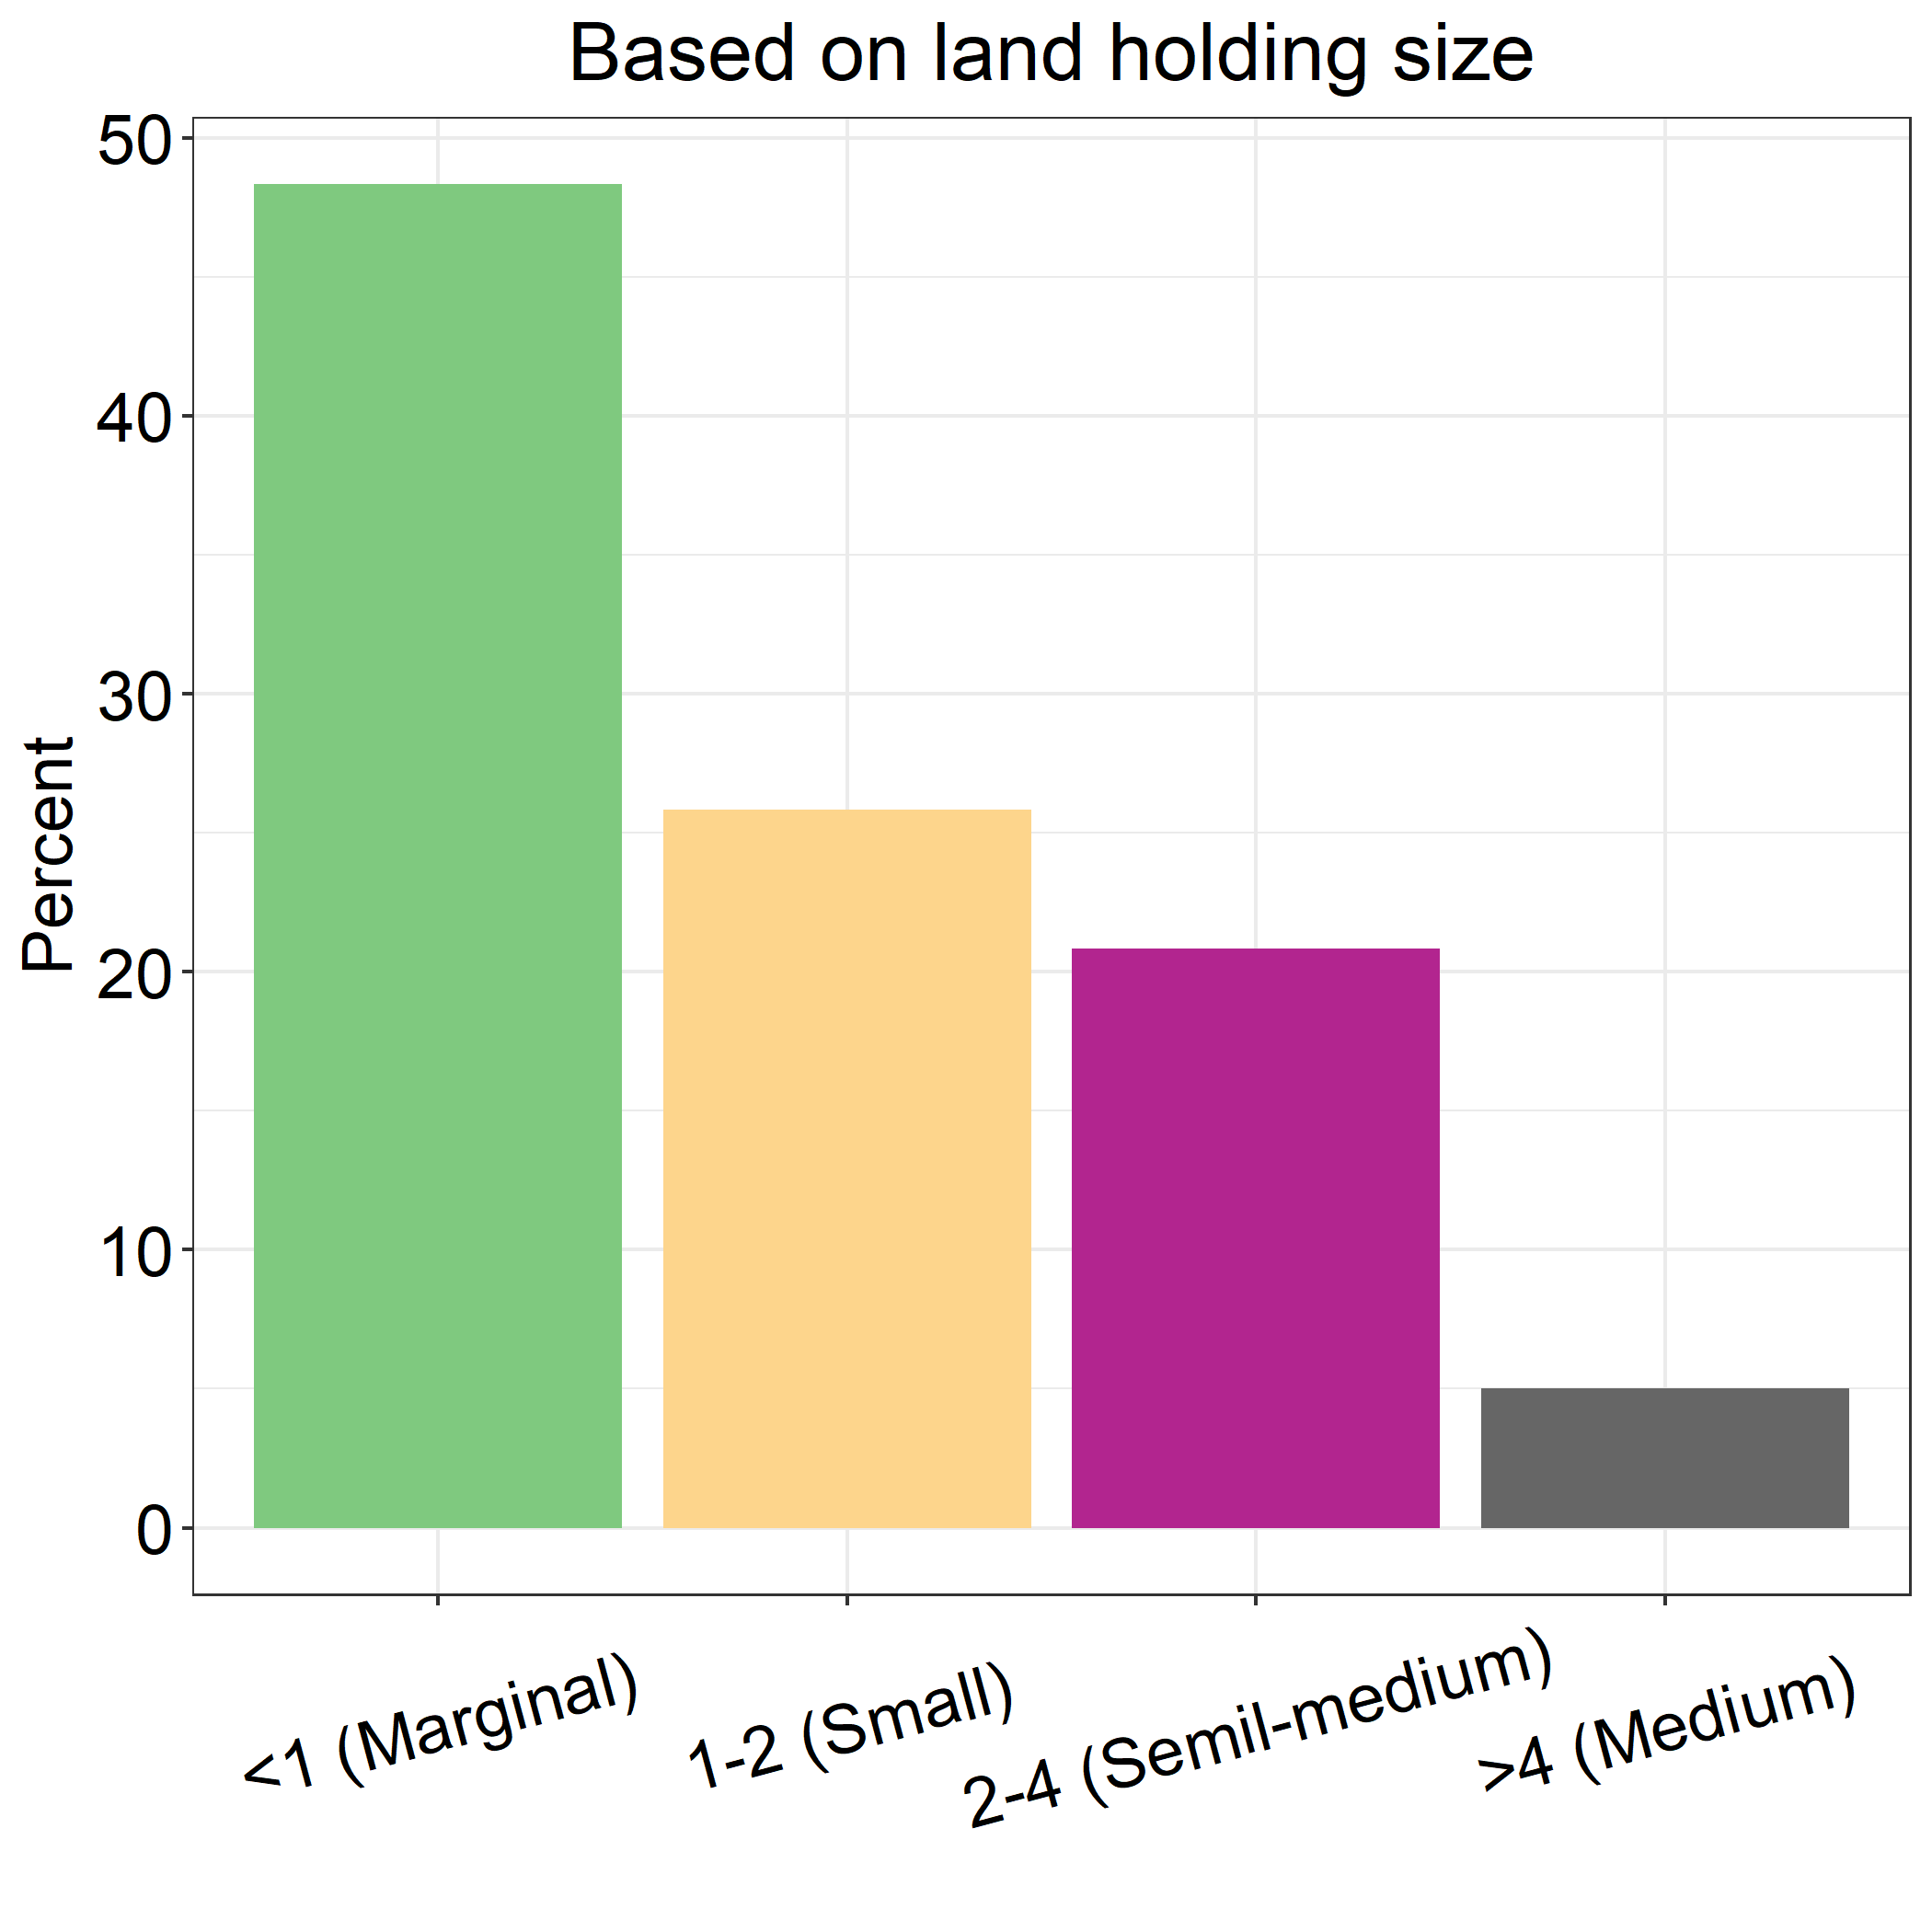 Based on land holding size
Percent
50
40
30
20
10
0
<1 (Marginal)
1-2 (Small)
2-4 (Semil-medium)
>4 (Medium)